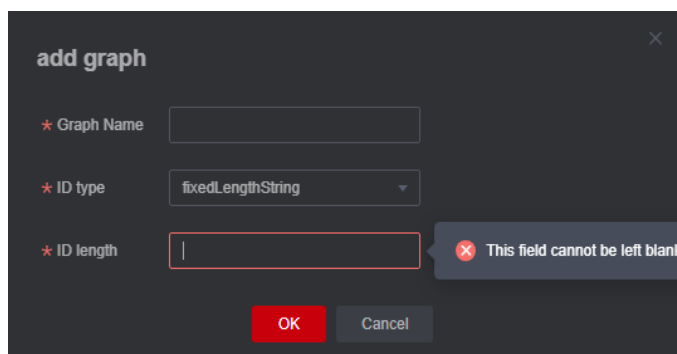 add graph
* Graph Name
* ID type fixedLengthString
* ID length This field cannot be left blank
OK Cancel